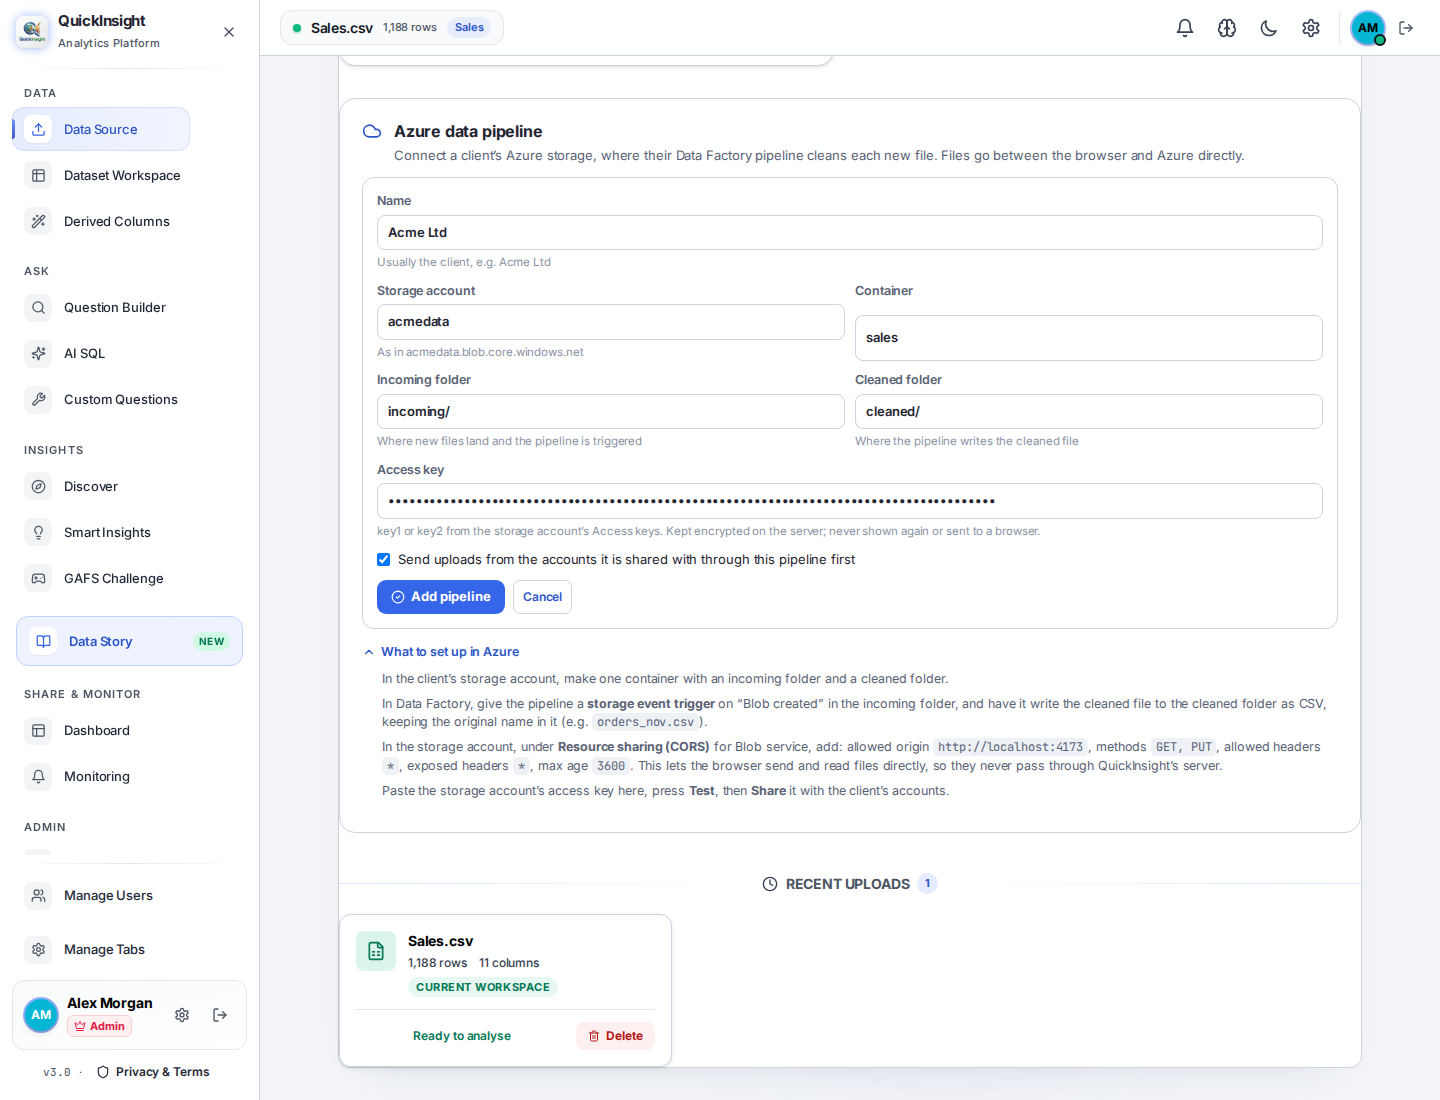 QuickInsight
Analytics Platform
DATA
Data Source
Dataset Workspace
Derived Columns
ASK
Question Builder
AI SQL
Custom Questions
INSIGHTS
Discover
Smart Insights
GAFS Challenge
Data Story
NEW
SHARE & MONITOR
Dashboard
Monitoring
ADMIN
Manage Users
Manage Tabs
AM
Alex Morgan
Admin
v3.0 ·
Privacy & Terms
Sales.csv 1,188 rows Sales
AM
Azure data pipeline
Connect a client's Azure storage, where their Data Factory pipeline cleans each new file. Files go between the browser and Azure directly.
Name
Acme Ltd
Usually the client, e.g. Acme Ltd
Storage account
acmedata
As in acmedata.blob.core.windows.net
Container
sales
Incoming folder
incoming/
Where new files land and the pipeline is triggered
Cleaned folder
cleaned/
Where the pipeline writes the cleaned file
Access key
key1 or key2 from the storage account's Access keys. Kept encrypted on the server; never shown again or sent to a browser.
Send uploads from the accounts it is shared with through this pipeline first
Add pipeline
Cancel
What to set up in Azure
In the client's storage account, make one container with an incoming folder and a cleaned folder.
In Data Factory, give the pipeline a storage event trigger on “Blob created” in the incoming folder, and have it write the cleaned file to the cleaned folder as CSV,
keeping the original name in it (e.g. orders_nov.csv ).
In the storage account, under Resource sharing (CORS) for Blob service, add: allowed origin http://localhost:4173 , methods GET, PUT , allowed headers
* , exposed headers * , max age 3600 . This lets the browser send and read files directly, so they never pass through QuickInsight's server.
Paste the storage account's access key here, press Test, then Share it with the client's accounts.
RECENT UPLOADS 1
Sales.csv
1,188 rows 11 columns
CURRENT WORKSPACE
Ready to analyse
Delete